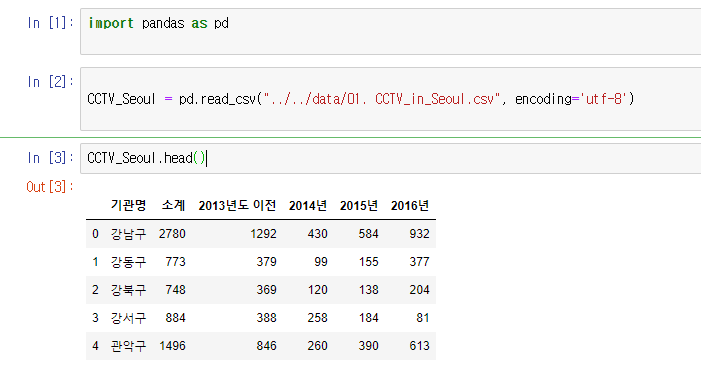 In [1]: import pandas as pd
In [2]:
CCTV_Seoul = pd.read_csv("../../data/01. CCTV_in_Seoul.csv", encoding='utf-8')
In [3]: CCTV_Seoul.head()
Out[3]:
기관명 소계 2013년도 이전 2014년 2015년 2016년
0 강남구 2780 1292 430 584 932
1 강동구 773 379 99 155 377
2 강북구 748 369 120 138 204
3 강서구 884 388 258 184 81
4 관악구 1496 846 260 390 613